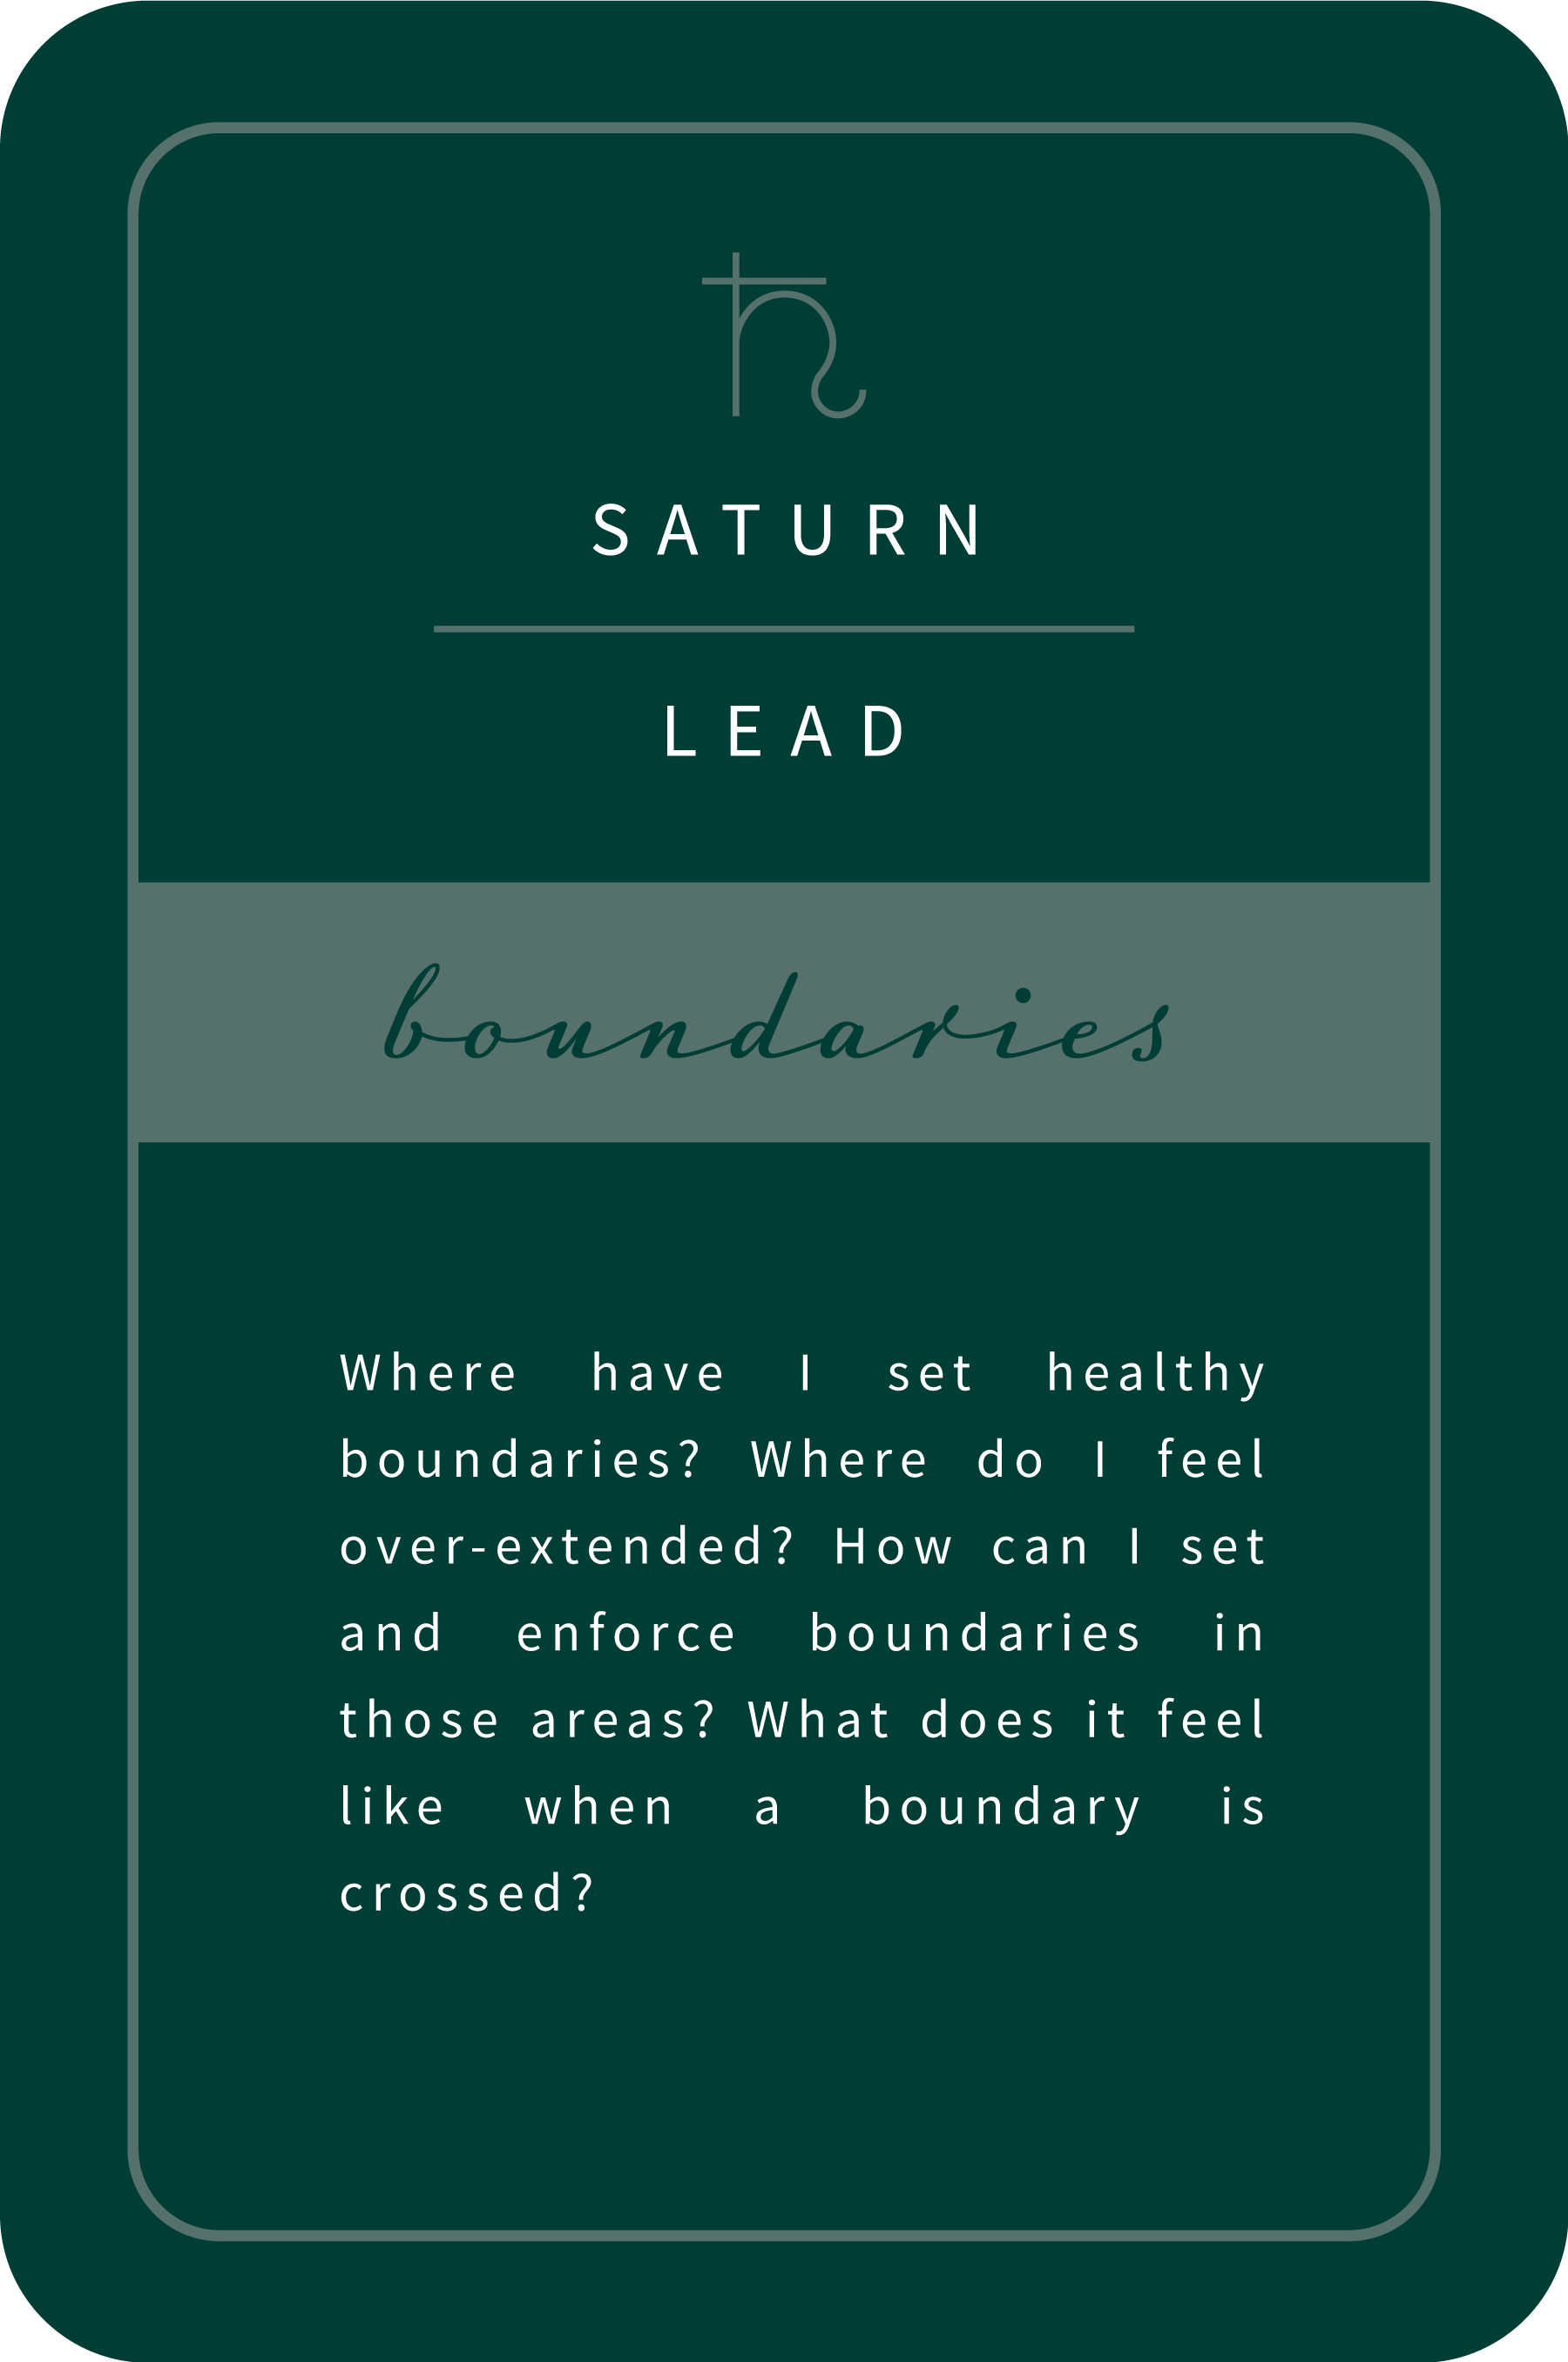 SATURN
LEAD
boundaries
Where have I set healthy
boundaries? Where do I feel
over-extended? How can I set
and enforce boundaries in
those areas? What does it feel
like when a boundary is
crossed?